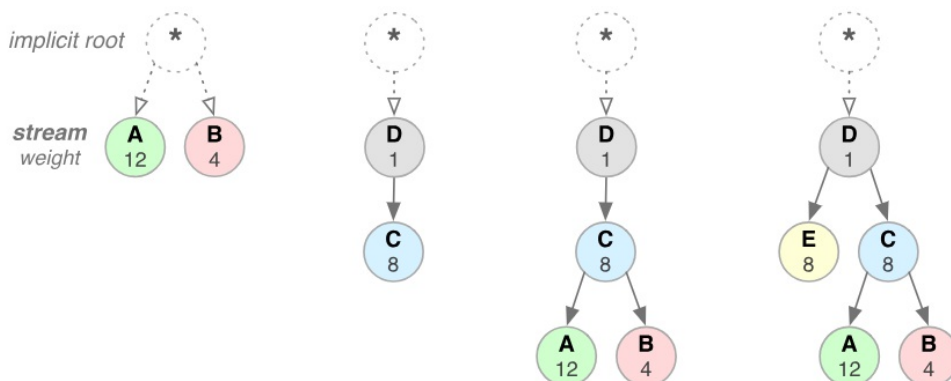 implicit root * * * *
stream A B D D D
weight 12 4 1 1 1
C E C
8 8 8
C
8
A B A B
12 4 12 4